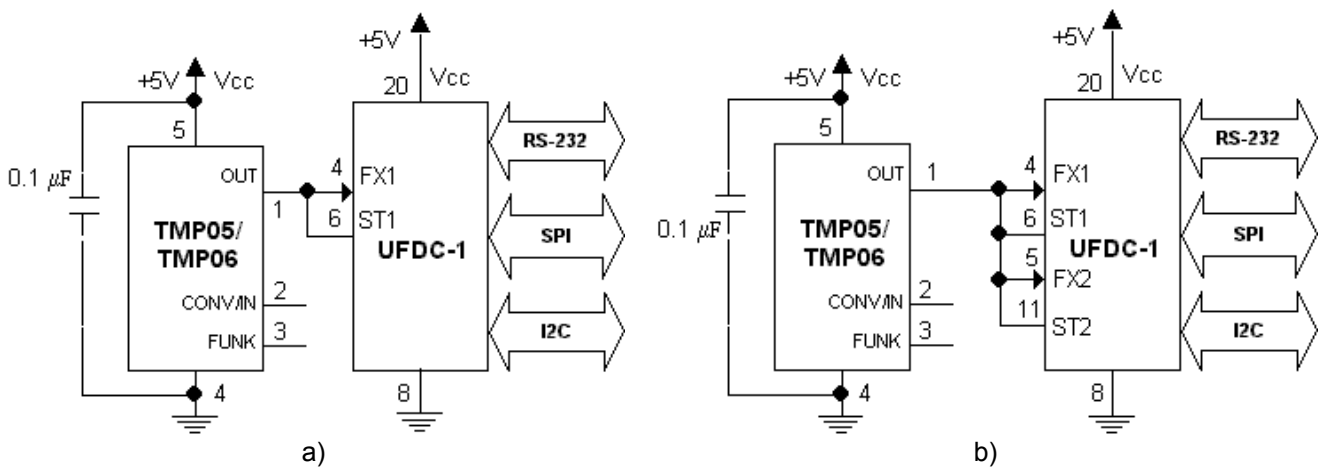 +5V
+5V Vcc
Vcc
20
5
0.1 μF
OUT
1
4
FX1
6
ST1
TMP05/
TMP06
UFDC-1
CONV/IN
2
FUNK
3
4
8
RS-232
SPI
I2C
a)
+5V
+5V Vcc
Vcc
20
5
0.1 μF
OUT
1
4
FX1
6
ST1
5
FX2
11
ST2
TMP05/
TMP06
UFDC-1
CONV/IN
2
FUNK
3
4
8
RS-232
SPI
I2C
b)